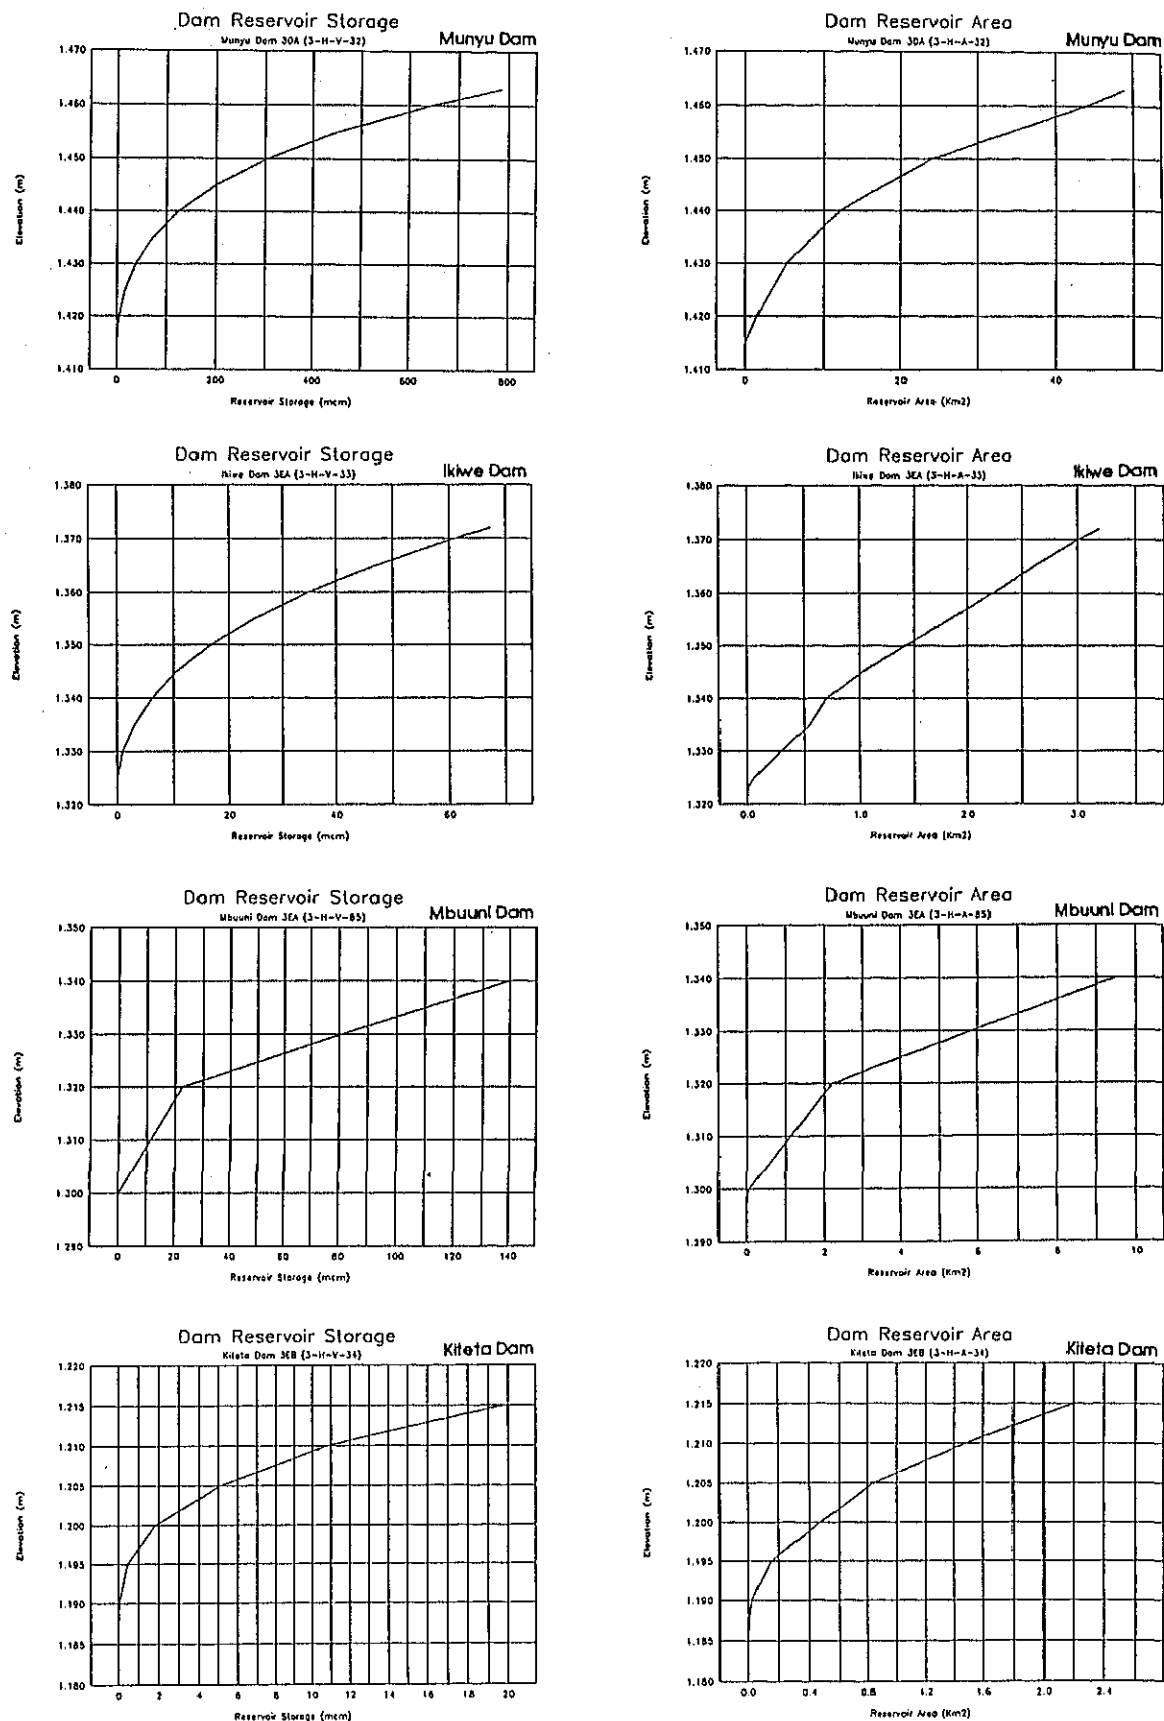 Dam Reservoir Storage
Munyu Dam 3DA (3-H-V-32) Munyu Dam
1.470
1.460
1.450
1.440
1.430
1.420
1.410
Elevation (m)
0 200 400 600 800
Reservoir Storage (mcm)
Dam Reservoir Area
Munyu Dam 3DA (3-H-A-32) Munyu Dam
1.470
1.460
1.450
1.440
1.430
1.420
1.410
Elevation (m)
0 20 40
Reservoir Area (Km2)
Dam Reservoir Storage
Ikiwe Dam 3EA (3-H-V-33) Ikiwe Dam
1.380
1.370
1.360
1.350
1.340
1.330
1.320
Elevation (m)
0 20 40 60
Reservoir Storage (mcm)
Dam Reservoir Area
Ikiwe Dam 3EA (3-H-A-33) Ikiwe Dam
1.380
1.370
1.360
1.350
1.340
1.330
1.320
Elevation (m)
0.0 1.0 2.0 3.0
Reservoir Area (Km2)
Dam Reservoir Storage
Mbuuni Dam 3EA (3-H-V-85) Mbuuni Dam
1.350
1.340
1.330
1.320
1.310
1.300
1.290
Elevation (m)
0 20 40 60 80 100 120 140
Reservoir Storage (mcm)
Dam Reservoir Area
Mbuuni Dam 3EA (3-H-A-85) Mbuuni Dam
1.350
1.340
1.330
1.320
1.310
1.300
1.290
Elevation (m)
0 2 4 6 8 10
Reservoir Area (Km2)
Dam Reservoir Storage
Kiteta Dam 3EB (3-H-V-34) Kiteta Dam
1.220
1.215
1.210
1.205
1.200
1.195
1.190
1.185
1.180
Elevation (m)
0 2 4 6 8 10 12 14 16 18 20
Reservoir Storage (mcm)
Dam Reservoir Area
Kiteta Dam 3EB (3-H-A-34) Kiteta Dam
1.220
1.215
1.210
1.205
1.200
1.195
1.190
1.185
1.180
Elevation (m)
0.0 0.4 0.8 1.2 1.6 2.0 2.4
Reservoir Area (Km2)